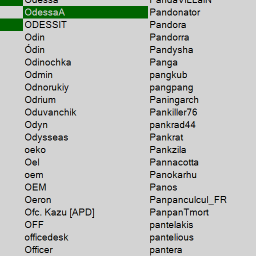 Odessa PandaVILLaiN
OdessaA Pandonator
ODESSIT Pandora
Odin Pandorra
Ódin Pandysha
Odinochka Panga
Odmin pangkub
Odnorukiy pangpang
Odrium Paningarch
Oduvanchik Pankiller76
Odyn pankrad44
Odysseas Pankrat
oeko Pankzila
Oel Pannacotta
oem Panokarhu
OEM Panos
Oeron Panpanculcul_FR
Ofc. Kazu [APD] PanpanTmort
OFF pantelakis
officedesk pantelious
Officer pantera